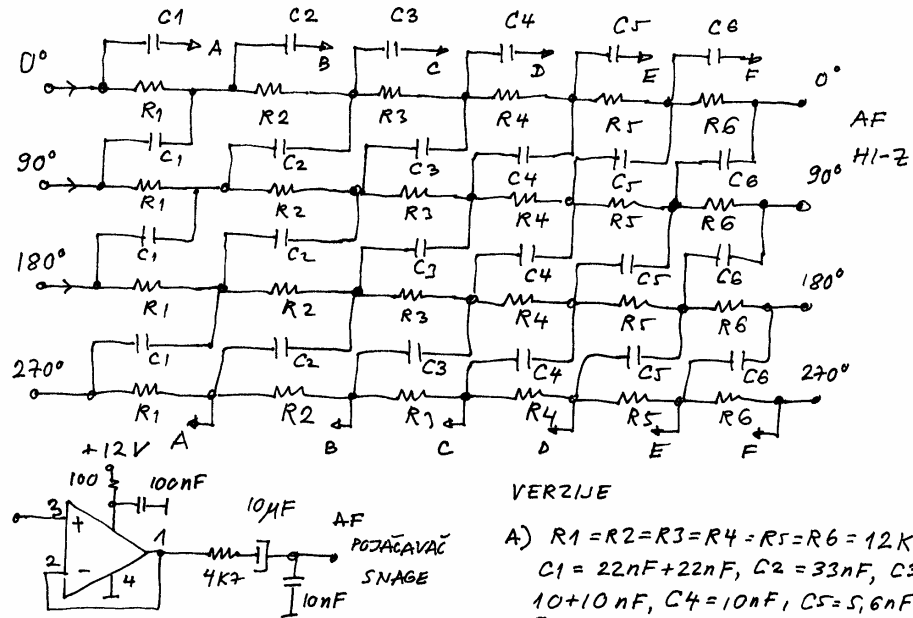 C1 C2 C3 C4 C5 C6
A B C D E F
0° R1 R2 R3 R4 R5 R6 0°
AF
HI-Z
C1 C2 C3 C4 C5 C6
90° R1 R2 R3 R4 R5 R6 90°
C1 C2 C3 C4 C5 C6
180° R1 R2 R3 R4 R5 R6 180°
C1 C2 C3 C4 C5 C6
270° R1 R2 R3 R4 R5 R6 270°
A B C D E F
+12V
100 100nF
3 + 1
2 - 4
4K7
10µF
10nF
AF
POJAČAVAČ
SNAGE
VERZIJE
A) R1=R2=R3=R4=R5=R6=12K
C1=22nF+22nF, C2=33nF, C3
10+10nF, C4=10nF, C5=5,6nF